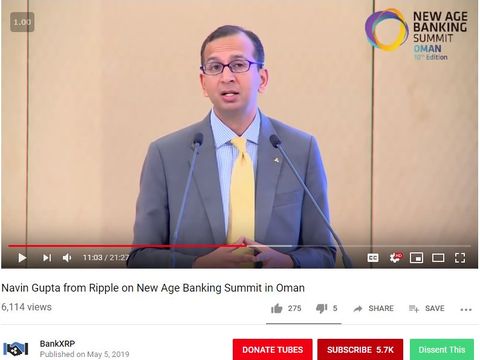 1.00
NEW AGE
BANKING
SUMMIT
OMAN
10th Edition
11:03 / 21:27
CC
HD
Navin Gupta from Ripple on New Age Banking Summit in Oman
6,114 views
275
5
SHARE
SAVE
BankXRP
Published on May 5, 2019
DONATE TUBES
SUBSCRIBE 5.7K
Dissent This